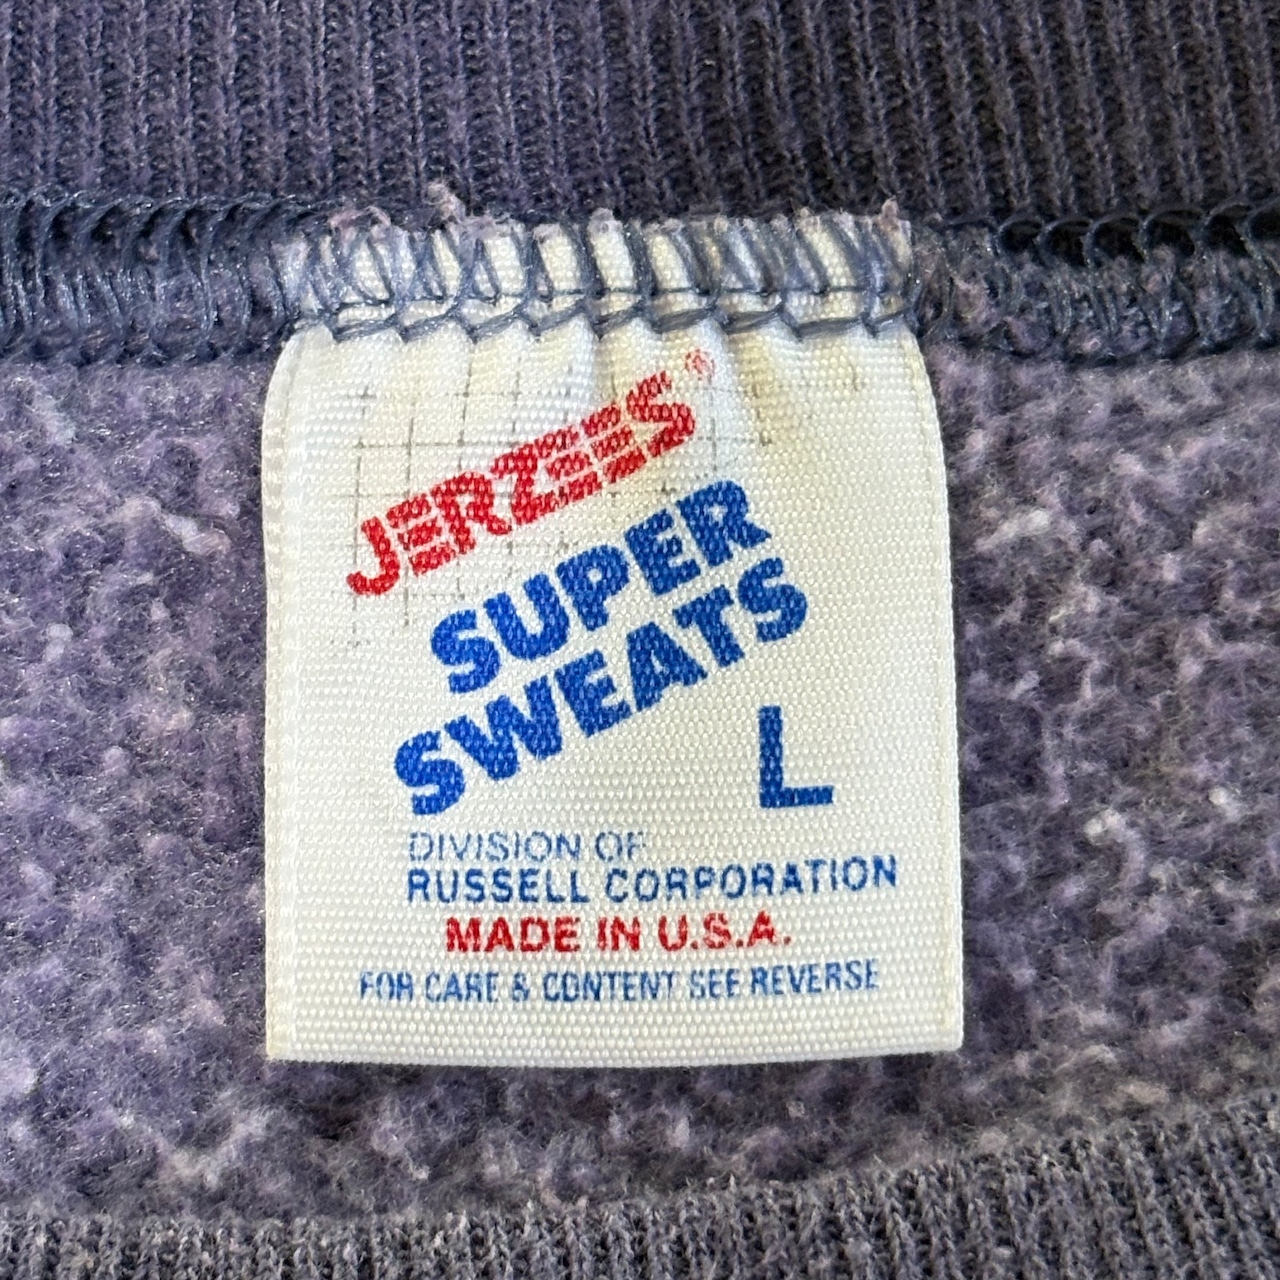 JERZEES®
SUPER
SWEATS
L
DIVISION OF
RUSSELL CORPORATION
MADE IN U.S.A.
FOR CARE & CONTENT SEE REVERSE